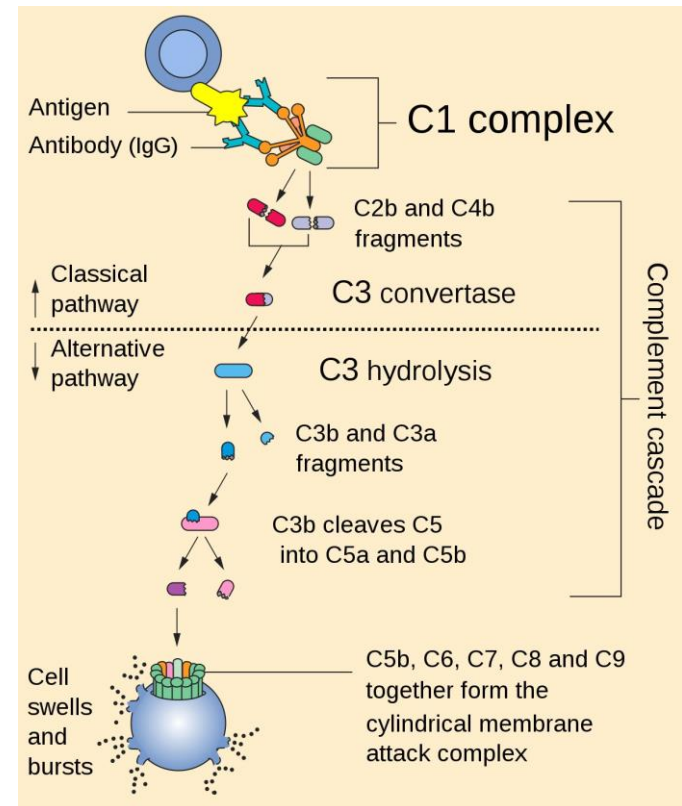 Antigen
Antibody (IgG)
C1 complex
C2b and C4b
fragments
Classical
pathway
C3 convertase
Alternative
pathway
C3 hydrolysis
C3b and C3a
fragments
C3b cleaves C5
into C5a and C5b
Complement cascade
Cell
swells
and
bursts
C5b, C6, C7, C8 and C9
together form the
cylindrical membrane
attack complex